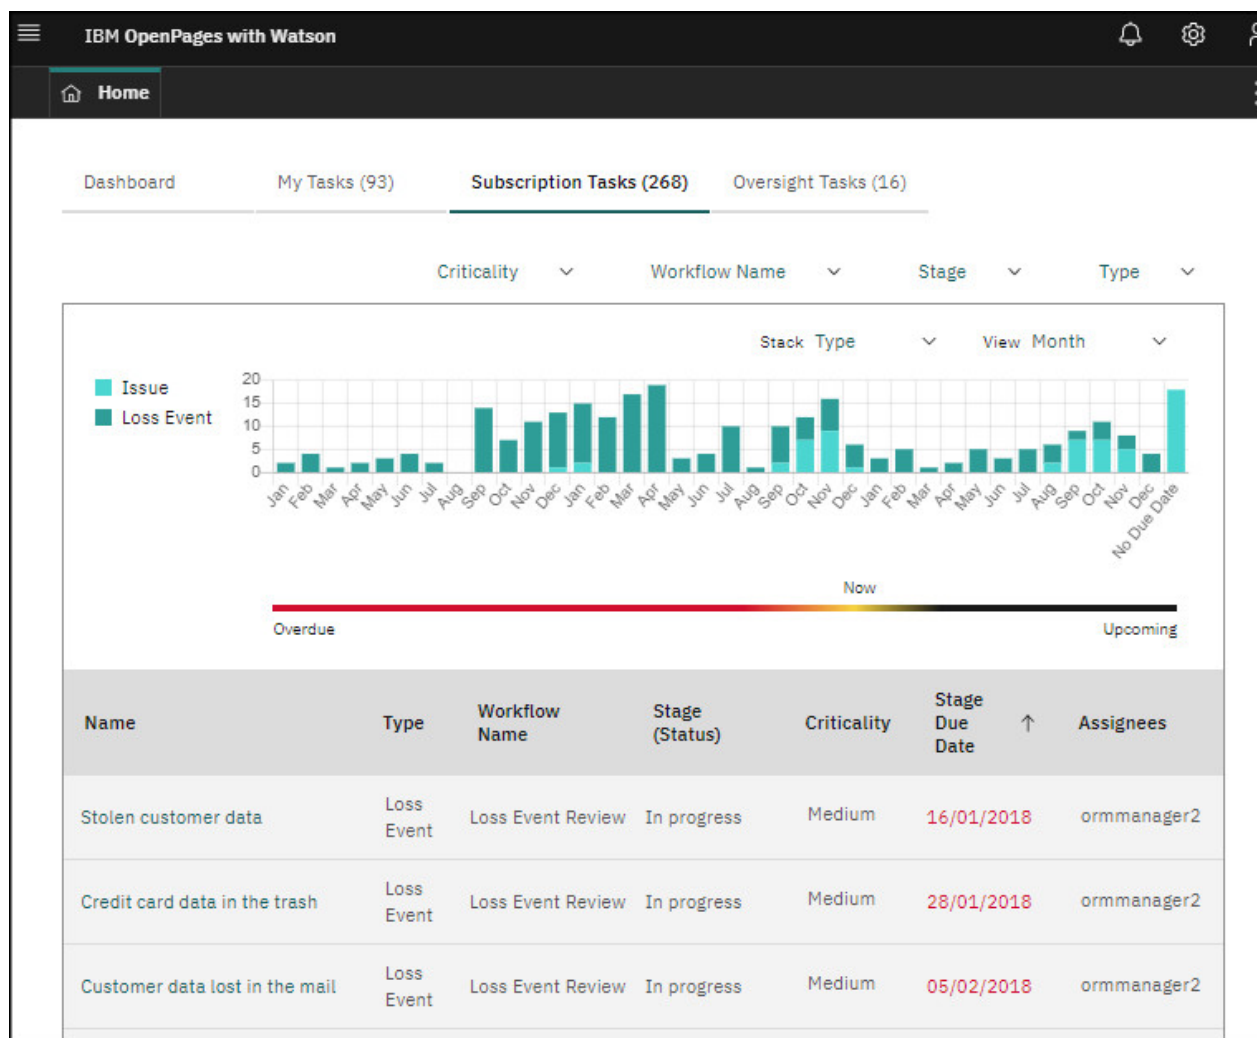 IBM OpenPages with Watson
Home
Dashboard
My Tasks (93)
Subscription Tasks (268)
Oversight Tasks (16)
Criticality
Workflow Name
Stage
Type
Stack Type
View Month
Issue
Loss Event
20
15
10
5
0
Jan
Feb
Mar
Apr
May
Jun
Jul
Aug
Sep
Oct
Nov
Dec
Jan
Feb
Mar
Apr
May
Jun
Jul
Aug
Sep
Oct
Nov
Dec
Jan
Feb
Mar
Apr
May
Jun
Jul
Aug
Sep
Oct
Nov
Dec
No Due Date
Now
Overdue
Upcoming
Name
Type
Workflow
Name
Stage
(Status)
Criticality
Stage
Due
Date
Assignees
Stolen customer data
Loss
Event
Loss Event Review
In progress
Medium
16/01/2018
ormmanager2
Credit card data in the trash
Loss
Event
Loss Event Review
In progress
Medium
28/01/2018
ormmanager2
Customer data lost in the mail
Loss
Event
Loss Event Review
In progress
Medium
05/02/2018
ormmanager2